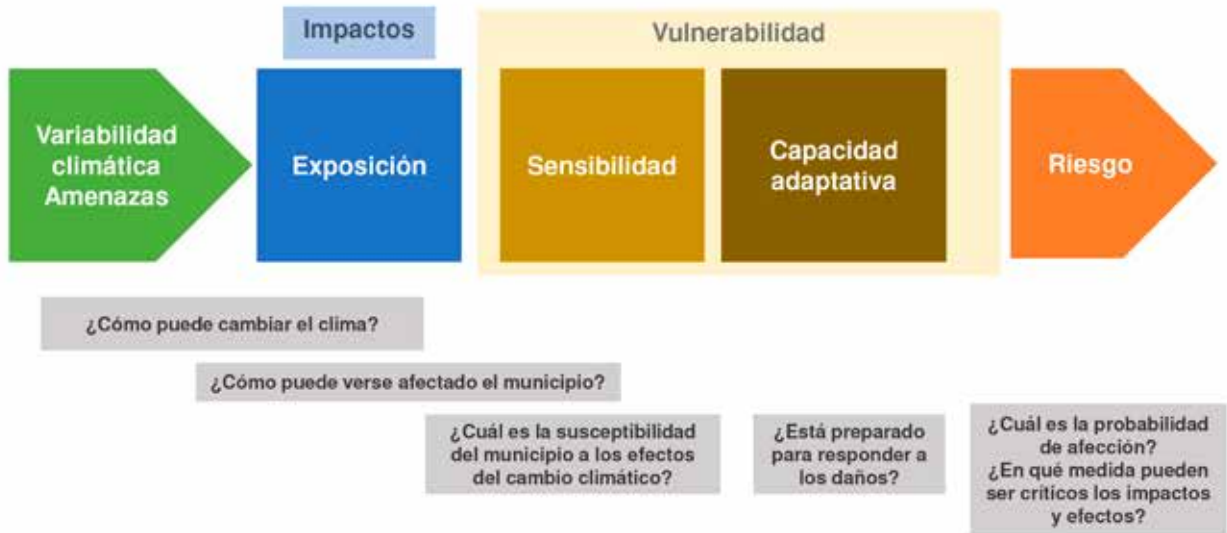 Impactos
Vulnerabilidad
Variabilidad
climática
Amenazas
Exposición
Sensibilidad
Capacidad
adaptativa
Riesgo
¿Cómo puede cambiar el clima?
¿Cómo puede verse afectado el municipio?
¿Cuál es la susceptibilidad
del municipio a los efectos
del cambio climático?
¿Está preparado
para responder a
los daños?
¿Cuál es la probabilidad
de afección?
¿En qué medida pueden
ser críticos los impactos
y efectos?